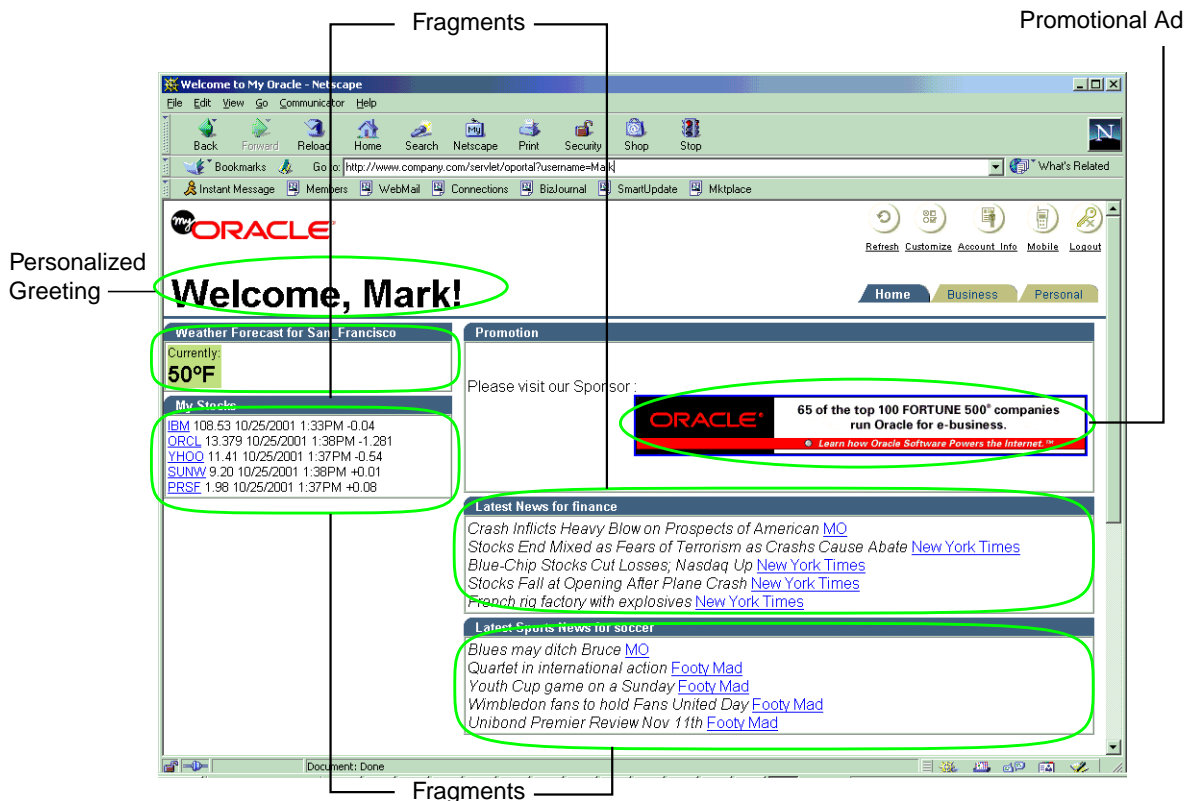 Fragments
Promotional Ad
Welcome to My Oracle - Netscape
File Edit View Go Communicator Help
Back Forward Reload Home Search Netscape Print Security Shop Stop
N
Bookmarks Go to: http://www.company.com/servlet/oportal?username=Mark What's Related
Instant Message Members WebMail Connections BizJournal SmartUpdate Mktplace
my ORACLE
Refresh Customize Account Info Mobile Logout
Personalized
Greeting
Welcome, Mark!
Home Business Personal
Weather Forecast for San_Francisco
Currently:
50ºF
Promotion
Please visit our Sponsor :
ORACLE®
65 of the top 100 FORTUNE 500® companies
run Oracle for e-business.
Learn how Oracle Software Powers the Internet.™
My Stocks
IBM 108.53 10/25/2001 1:33PM -0.04
ORCL 13.379 10/25/2001 1:38PM -1.281
YHOO 11.41 10/25/2001 1:37PM -0.54
SUNW 9.20 10/25/2001 1:38PM +0.01
PRSF 1.98 10/25/2001 1:37PM +0.08
Latest News for finance
Crash Inflicts Heavy Blow on Prospects of American MO
Stocks End Mixed as Fears of Terrorism as Crashs Cause Abate New York Times
Blue-Chip Stocks Cut Losses; Nasdaq Up New York Times
Stocks Fall at Opening After Plane Crash New York Times
French rig factory with explosives New York Times
Latest Sports News for soccer
Blues may ditch Bruce MO
Quartet in international action Footy Mad
Youth Cup game on a Sunday Footy Mad
Wimbledon fans to hold Fans United Day Footy Mad
Unibond Premier Review Nov 11th Footy Mad
Document: Done
Fragments